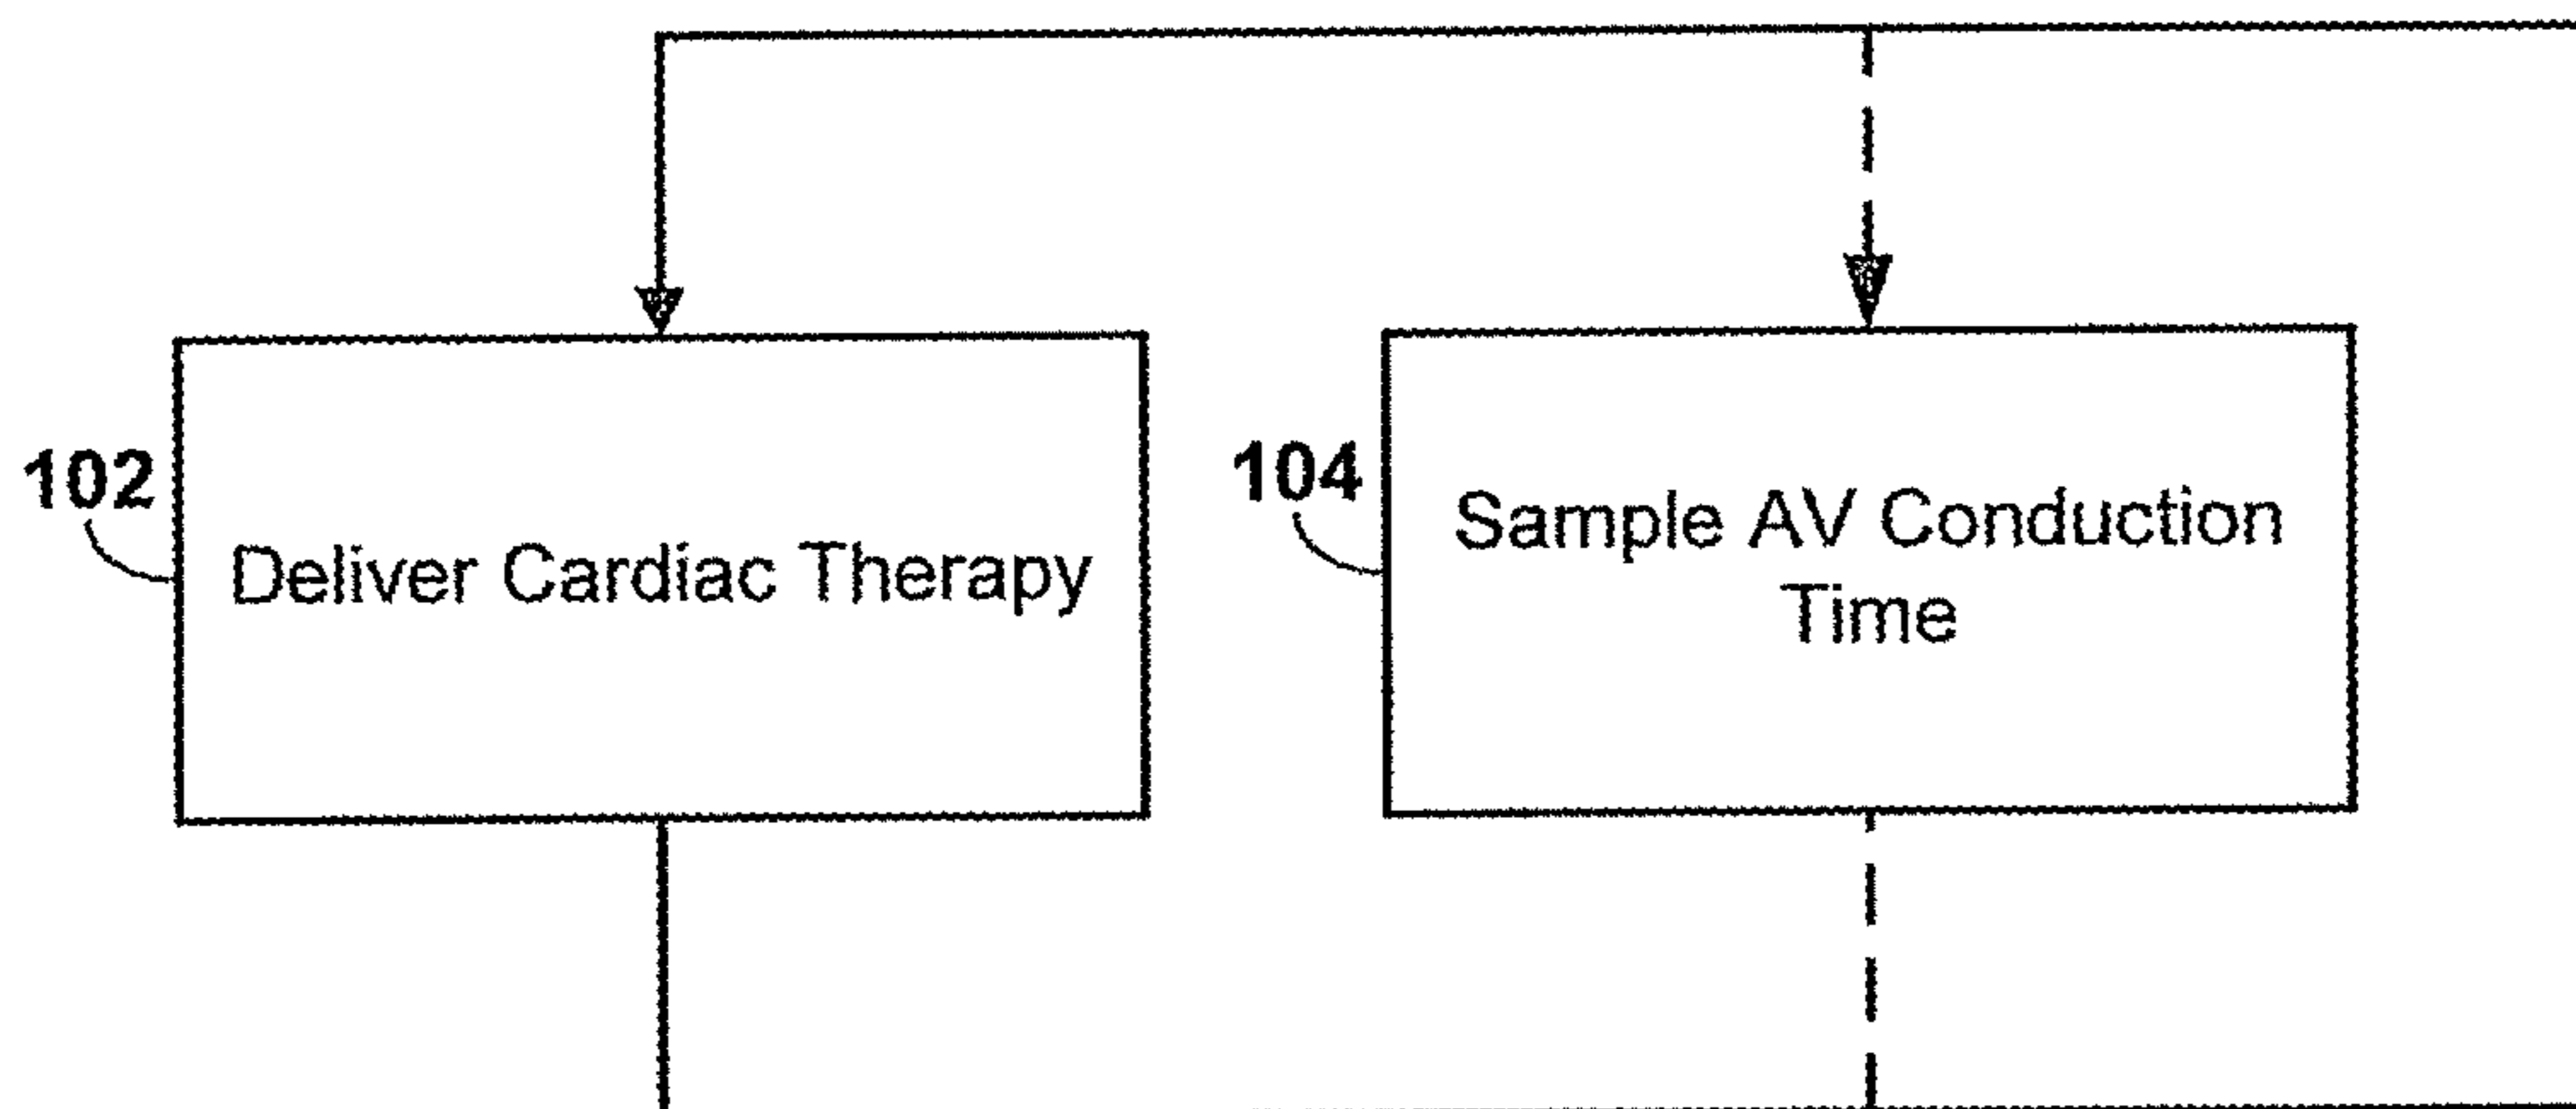 102
Deliver Cardiac Therapy
104
Sample AV Conduction
Time